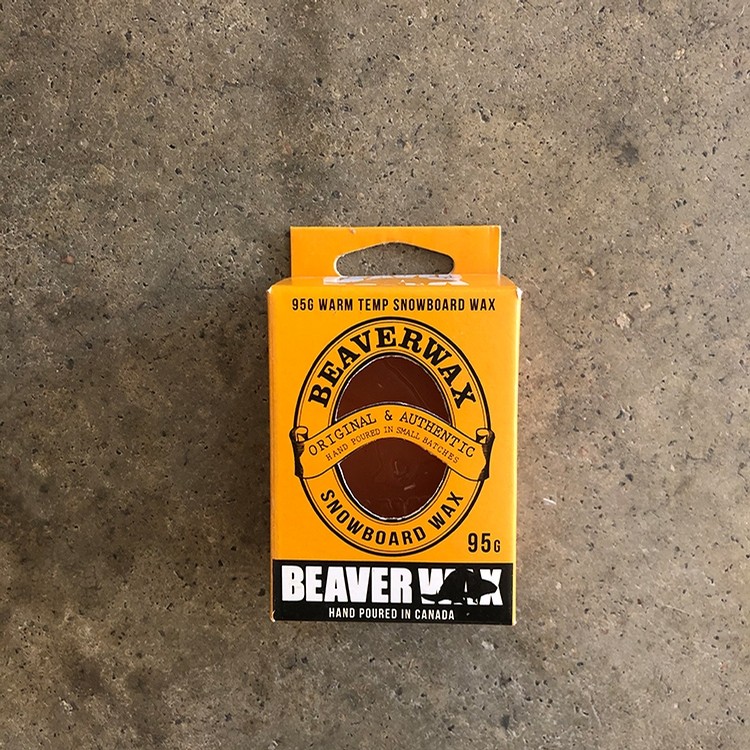 95G WARM TEMP SNOWBOARD WAX
BEAVERWAX
ORIGINAL & AUTHENTIC
HAND POURED IN SMALL BATCHES
SNOWBOARD WAX
95G
BEAVER WAX
HAND POURED IN CANADA